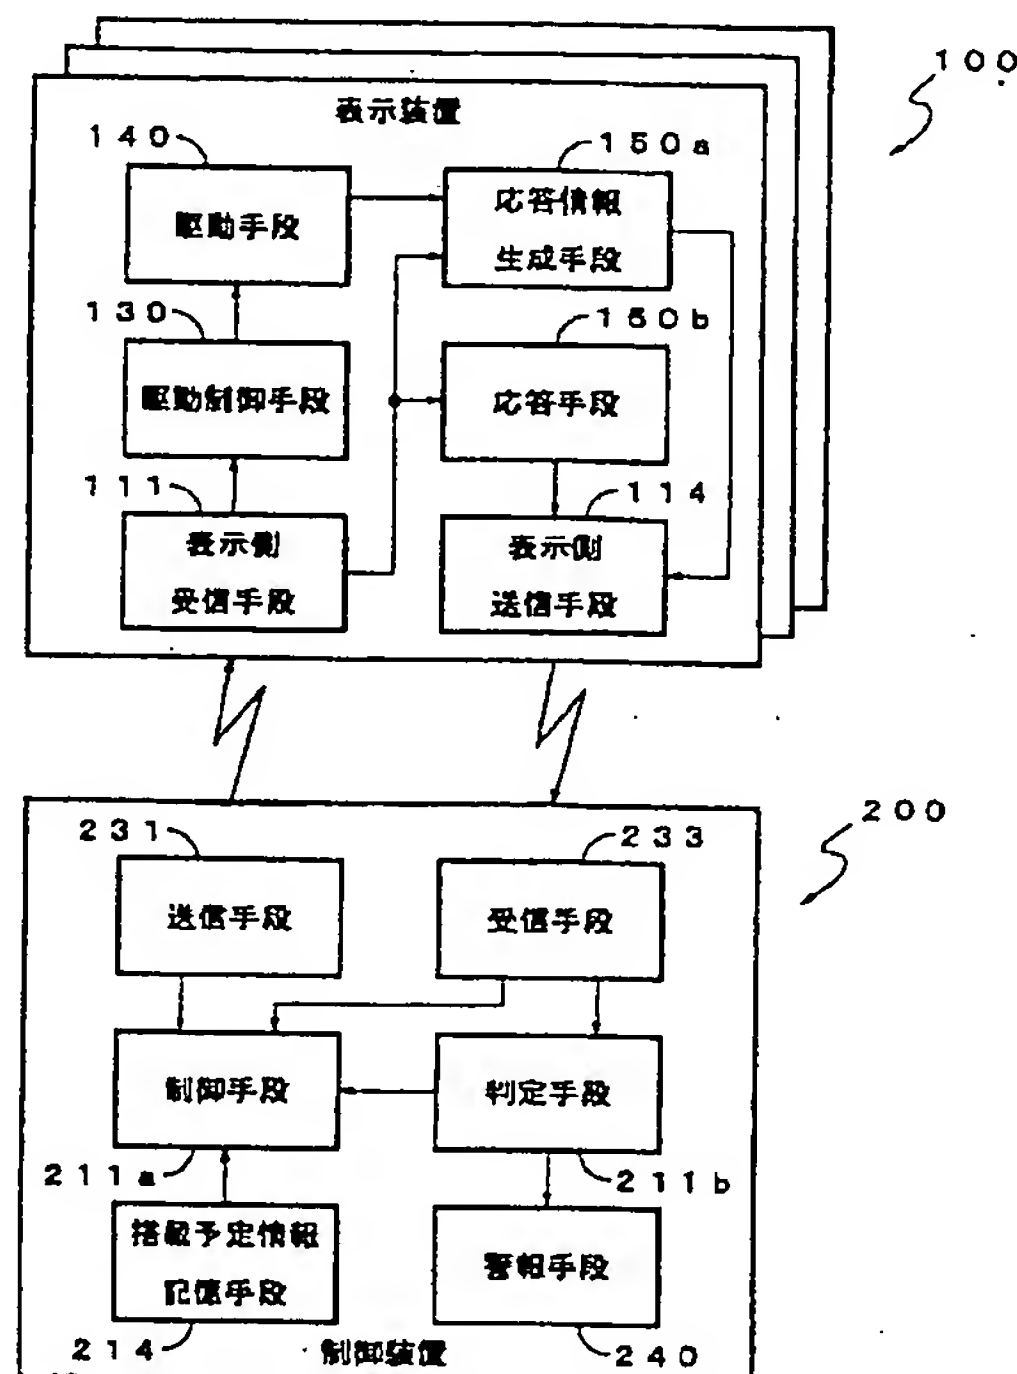 100
表示装置
140
150a
駆動手段
応答情報
生成手段
130
150b
駆動制御手段
応答手段
111
114
表示側
受信手段
表示側
送信手段
200
231
233
送信手段
受信手段
制御手段
判定手段
211a
211b
搭載予定情報
記憶手段
警報手段
214
制御装置
240